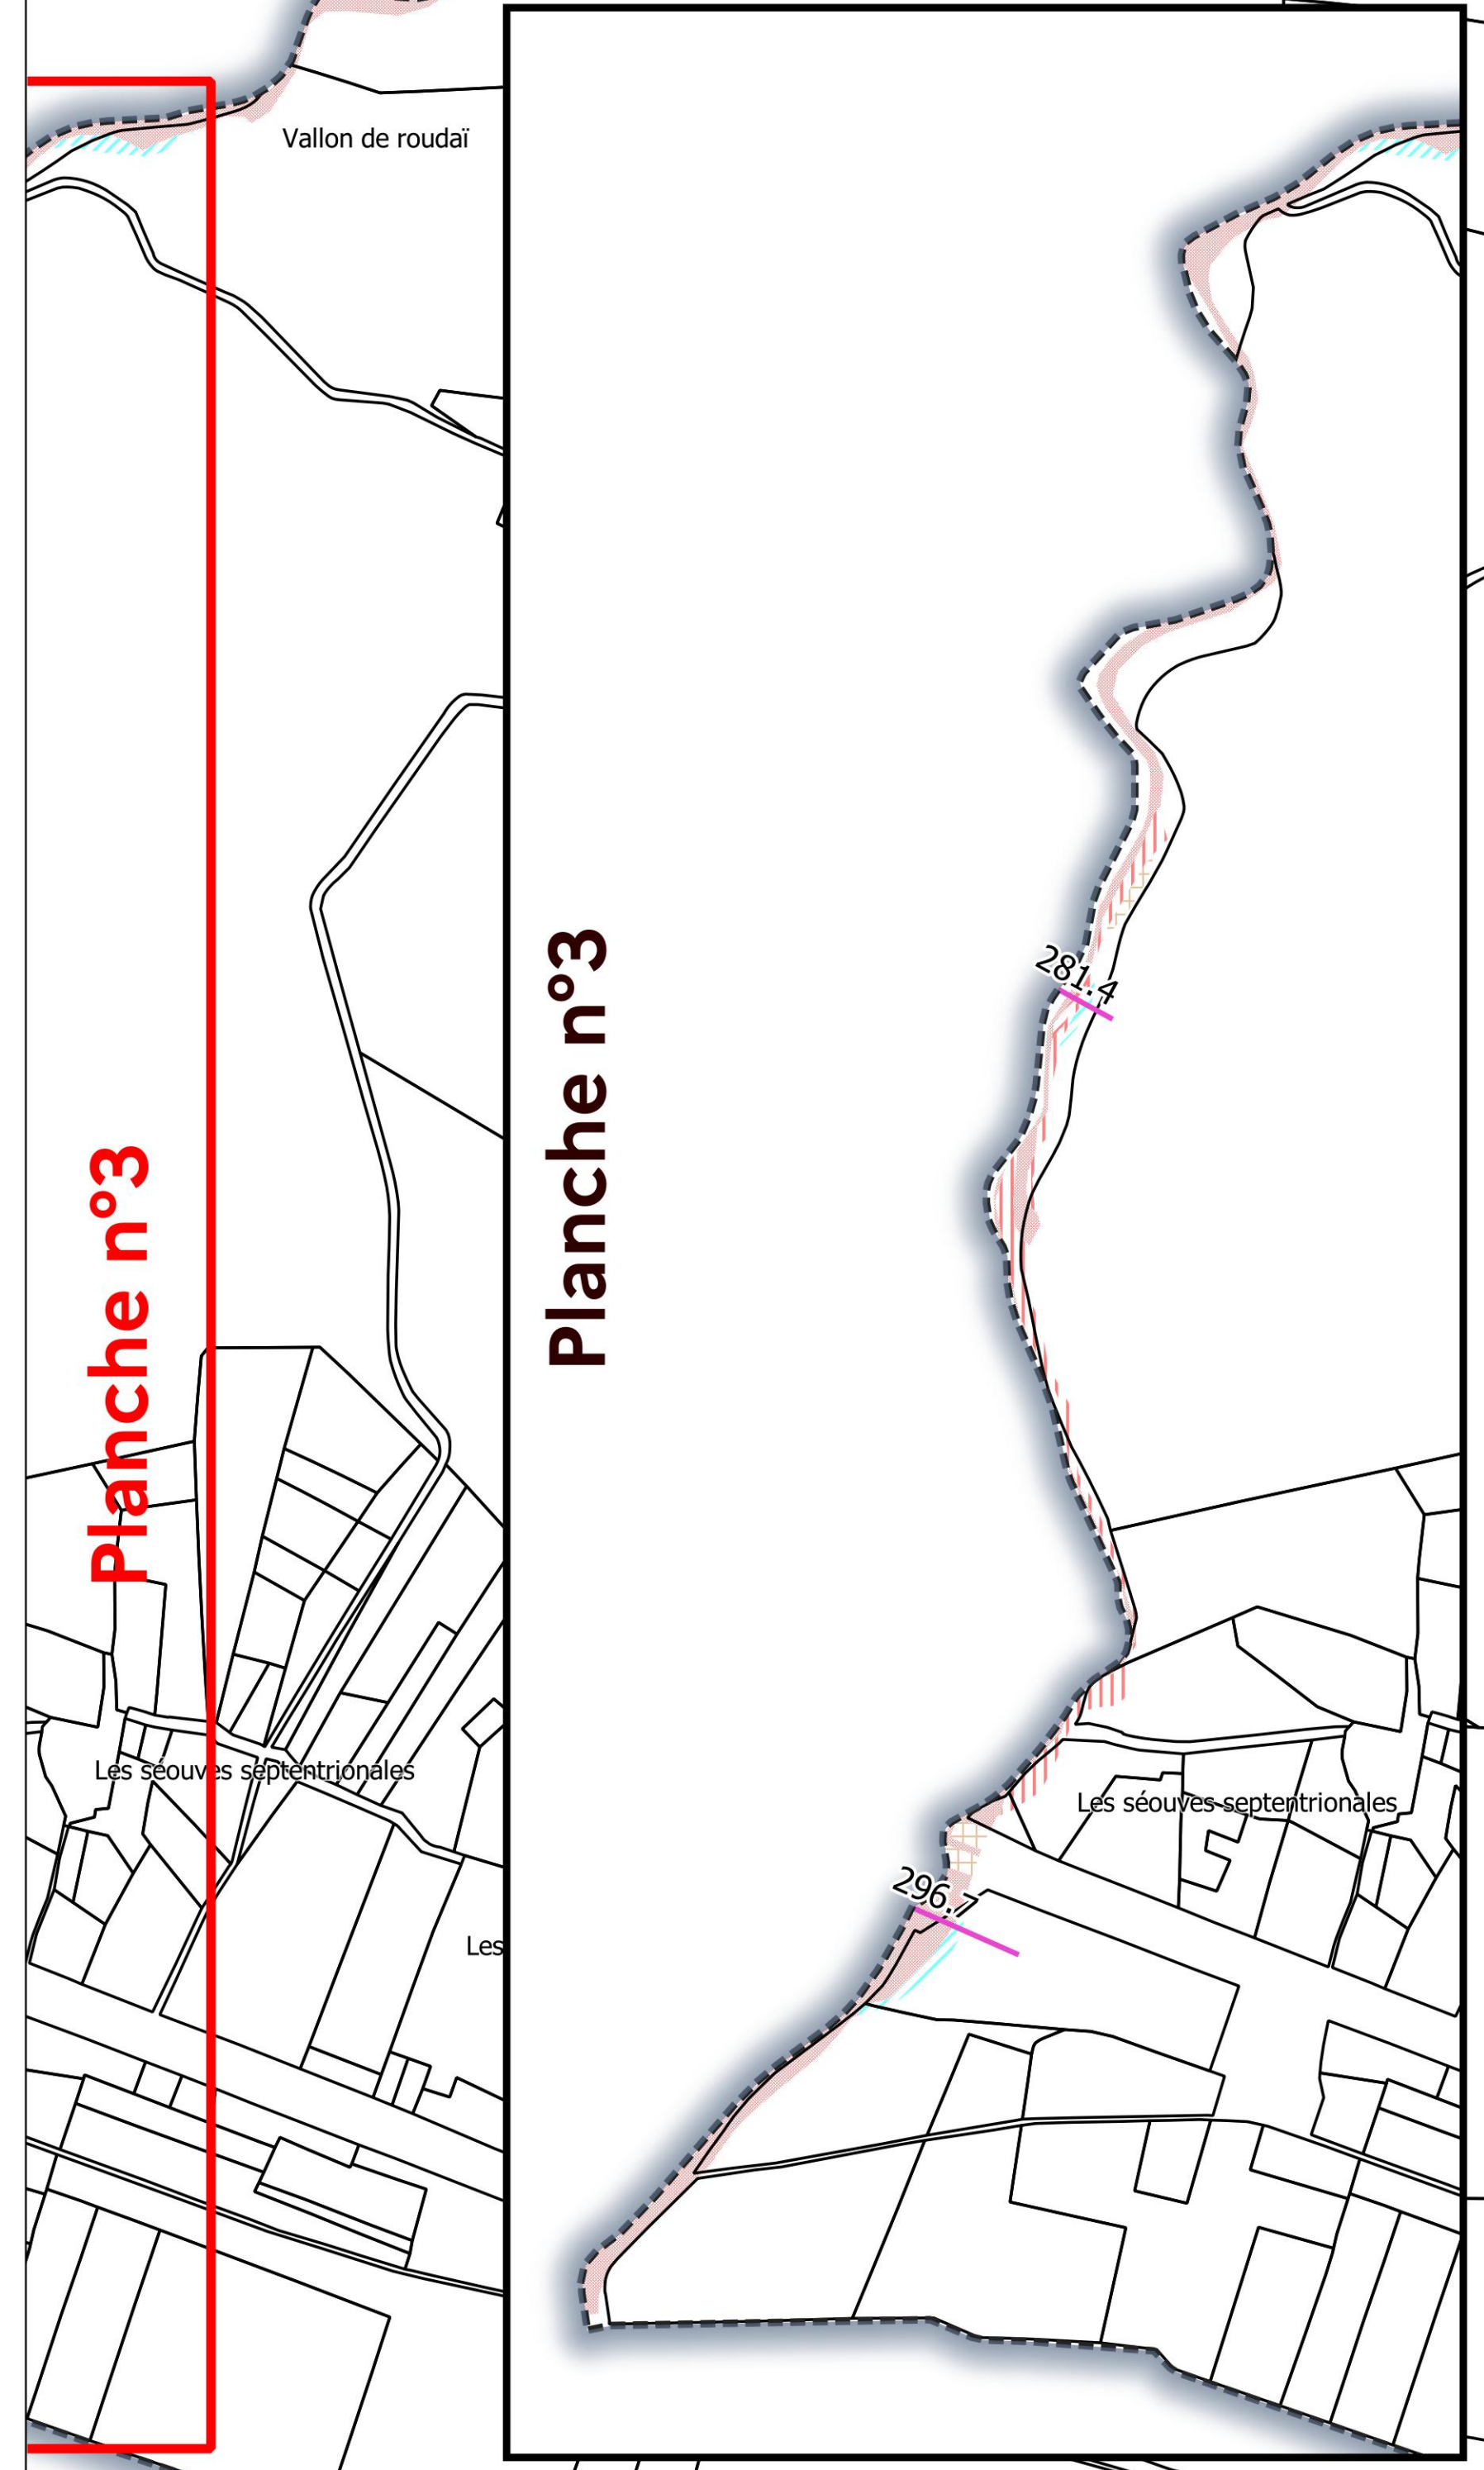 Vallon de roudaï
Planche n°3
Les séouves septentrionales
Les
Planche n°3
281.4
Les séouves septentrionales
296.7